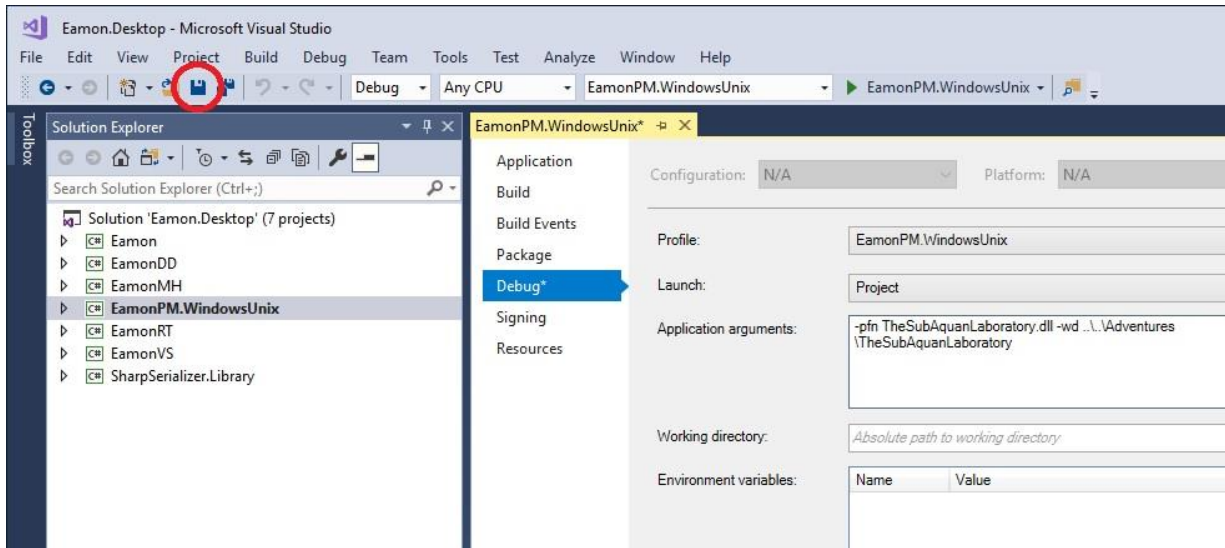 Eamon.Desktop - Microsoft Visual Studio
File Edit View Project Build Debug Team Tools Test Analyze Window Help
Debug Any CPU EamonPM.WindowsUnix EamonPM.WindowsUnix
Toolbox
Solution Explorer
Search Solution Explorer (Ctrl+;)
Solution 'Eamon.Desktop' (7 projects)
C# Eamon
C# EamonDD
C# EamonMH
C# EamonPM.WindowsUnix
C# EamonRT
C# EamonVS
C# SharpSerializer.Library
EamonPM.WindowsUnix*
Application
Build
Build Events
Package
Debug*
Signing
Resources
Configuration: N/A Platform: N/A
Profile: EamonPM.WindowsUnix
Launch: Project
Application arguments: -pfn TheSubAquanLaboratory.dll -wd ..\..\Adventures
\TheSubAquanLaboratory
Working directory: Absolute path to working directory
Environment variables: Name Value